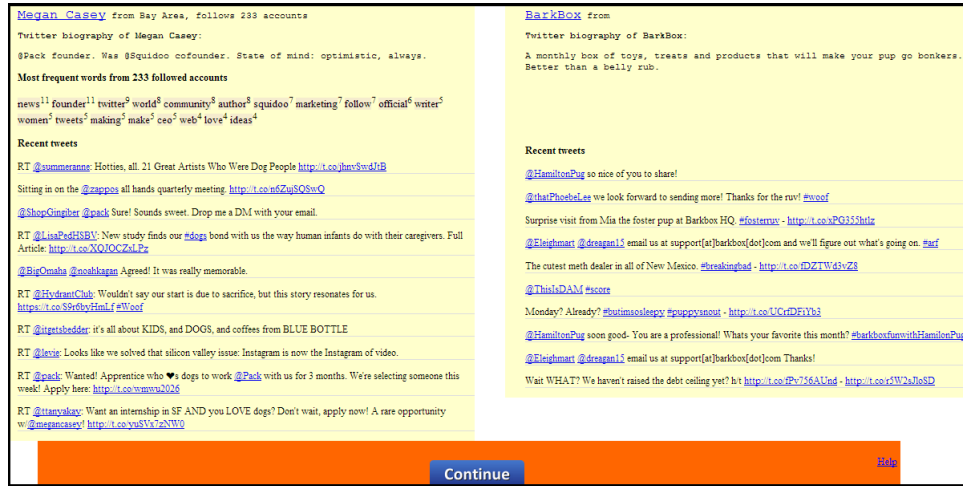 Megan Casey from Bay Area, follows 233 accounts
Twitter biography of Megan Casey:
@Pack founder. Was @Squidoo cofounder. State of mind: optimistic, always.
Most frequent words from 233 followed accounts
news11 founder11 twitter9 world8 community8 author8 squidoo7 marketing7 follow7 official6 writer5
women5 tweets5 making5 make5 ceo5 web4 love4 ideas4
Recent tweets
RT @summeranne: Hotties, all. 21 Great Artists Who Were Dog People http://t.co/jhnvSwdJtB
Sitting in on the @zappos all hands quarterly meeting. http://t.co/n6ZujSQSwQ
@ShopGingiber @pack Sure! Sounds sweet. Drop me a DM with your email.
RT @LisaPedHSBV: New study finds our #dogs bond with us the way human infants do with their caregivers. Full
Article: http://t.co/XQJOCZxLPz
@BigOmaha @noahkagan Agreed! It was really memorable.
RT @HydrantClub: Wouldn't say our start is due to sacrifice, but this story resonates for us.
https://t.co/S9r6byHmLf #Woof
RT @itgetsbedder: it's all about KIDS, and DOGS, and coffees from BLUE BOTTLE
RT @levie: Looks like we solved that silicon valley issue: Instagram is now the Instagram of video.
RT @pack: Wanted! Apprentice who ❤s dogs to work @Pack with us for 3 months. We're selecting someone this
week! Apply here: http://t.co/wmwu2026
RT @ttanyakay: Want an internship in SF AND you LOVE dogs? Don't wait, apply now! A rare opportunity
w/@megancasey! http://t.co/yuSVx7zNW0
BarkBox from
Twitter biography of BarkBox:
A monthly box of toys, treats and products that will make your pup go bonkers.
Better than a belly rub.
Recent tweets
@HamiltonPug so nice of you to share!
@thatPhoebeLee we look forward to sending more! Thanks for the ruv! #woof
Surprise visit from Mia the foster pup at Barkbox HQ. #fosterruv - http://t.co/xPG355htlz
@Eleighmart @dreagan15 email us at support[at]barkbox[dot]com and we'll figure out what's going on. #arf
The cutest meth dealer in all of New Mexico. #breakingbad - http://t.co/fDZTWd3vZ8
@ThisIsDAM #score
Monday? Already? #butimsosleepy #puppysnout - http://t.co/UCrfDFiYb3
@HamiltonPug soon good- You are a professional! Whats your favorite this month? #barkboxfunwithHamilonPug
@Eleighmart @dreagan15 email us at support[at]barkbox[dot]com Thanks!
Wait WHAT? We haven't raised the debt ceiling yet? h/t http://t.co/fPv756AUnd - http://t.co/r5W2sJloSD
Help
Continue